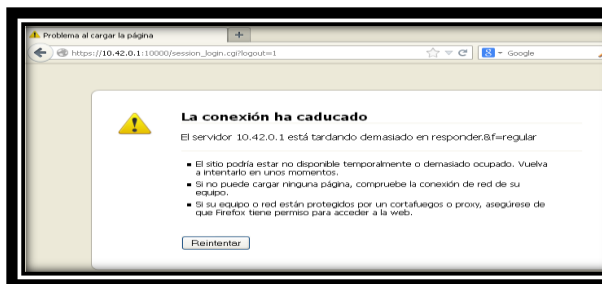 Problema al cargar la página
+
https://10.42.0.1:10000/session_login.cgi?logout=1
8 - Google
La conexión ha caducado
El servidor 10.42.0.1 está tardando demasiado en responder.&f=regular
El sitio podría estar no disponible temporalmente o demasiado ocupado. Vuelva
a intentarlo en unos momentos.
Si no puede cargar ninguna página, compruebe la conexión de red de su
equipo.
Si su equipo o red están protegidos por un cortafuegos o proxy, asegúrese de
que Firefox tiene permiso para acceder a la web.
Reintentar